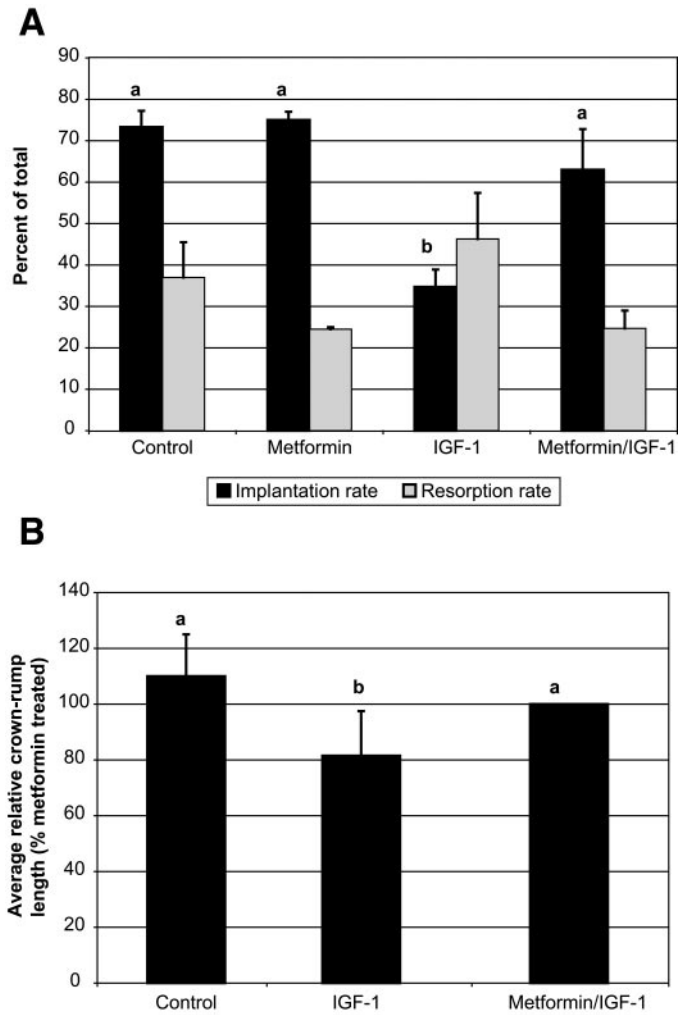 A
Percent of total
90
80
70
60
50
40
30
20
10
0
a
a
b
a
Control
Metformin
IGF-1
Metformin/IGF-1
Implantation rate
Resorption rate
B
Average relative crown-rump
length (% metformin treated)
140
120
100
80
60
40
20
0
a
b
a
Control
IGF-1
Metformin/IGF-1